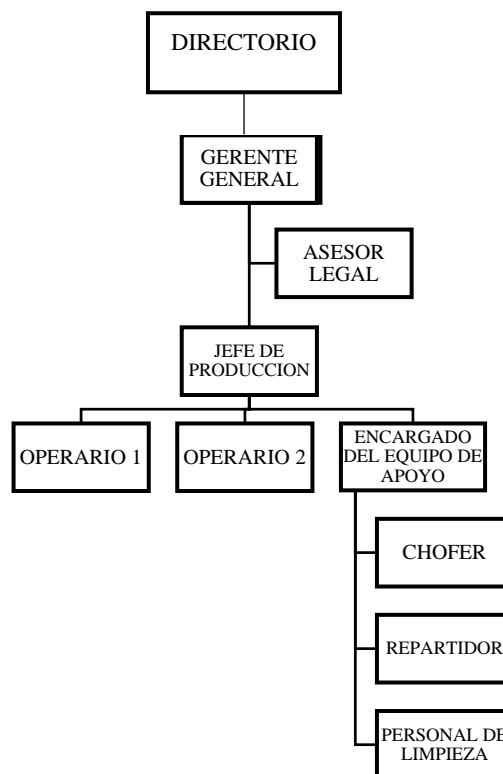 DIRECTORIO
GERENTE
GENERAL
ASESOR
LEGAL
JEFE DE
PRODUCCION
OPERARIO 1
OPERARIO 2
ENCARGADO
DEL EQUIPO DE
APOYO
CHOFER
REPARTIDOR
PERSONAL DE
LIMPIEZA